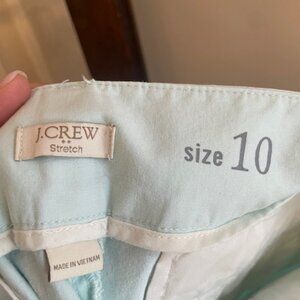 J.CREW
Stretch
size 10
MADE IN VIETNAM